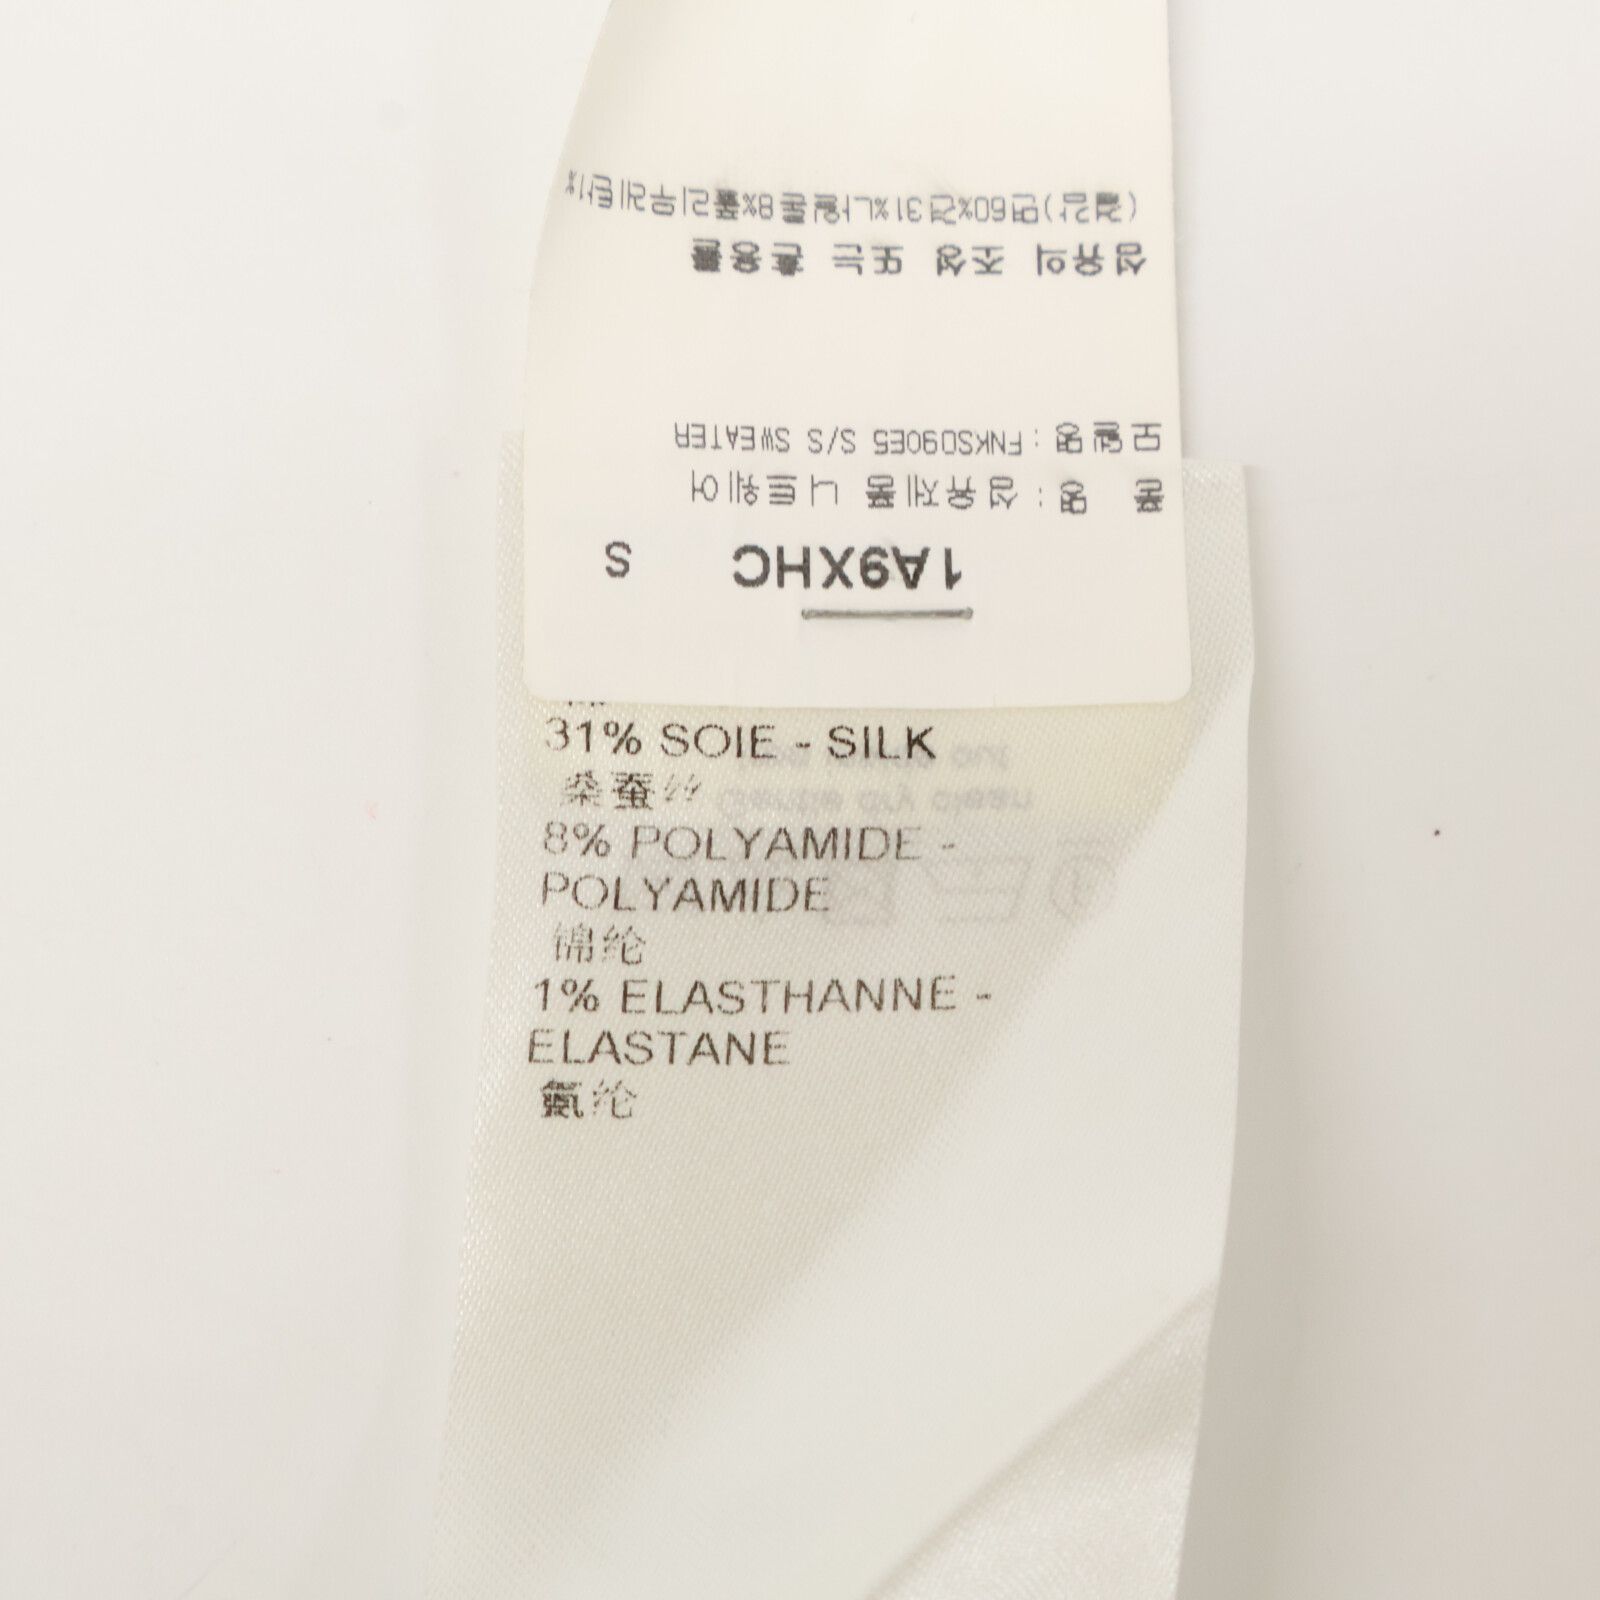 1A9XHC S
품 명 : 섬유제품 니트웨어
모델명 : FNKS090E5 S/S SWEATER
섬유의 조성 또는 혼용률
(겉감)면60%견31%나일론8%폴리우레탄1%
31% SOIE - SILK
桑蚕丝
8% POLYAMIDE -
POLYAMIDE
锦纶
1% ELASTHANNE -
ELASTANE
氨纶